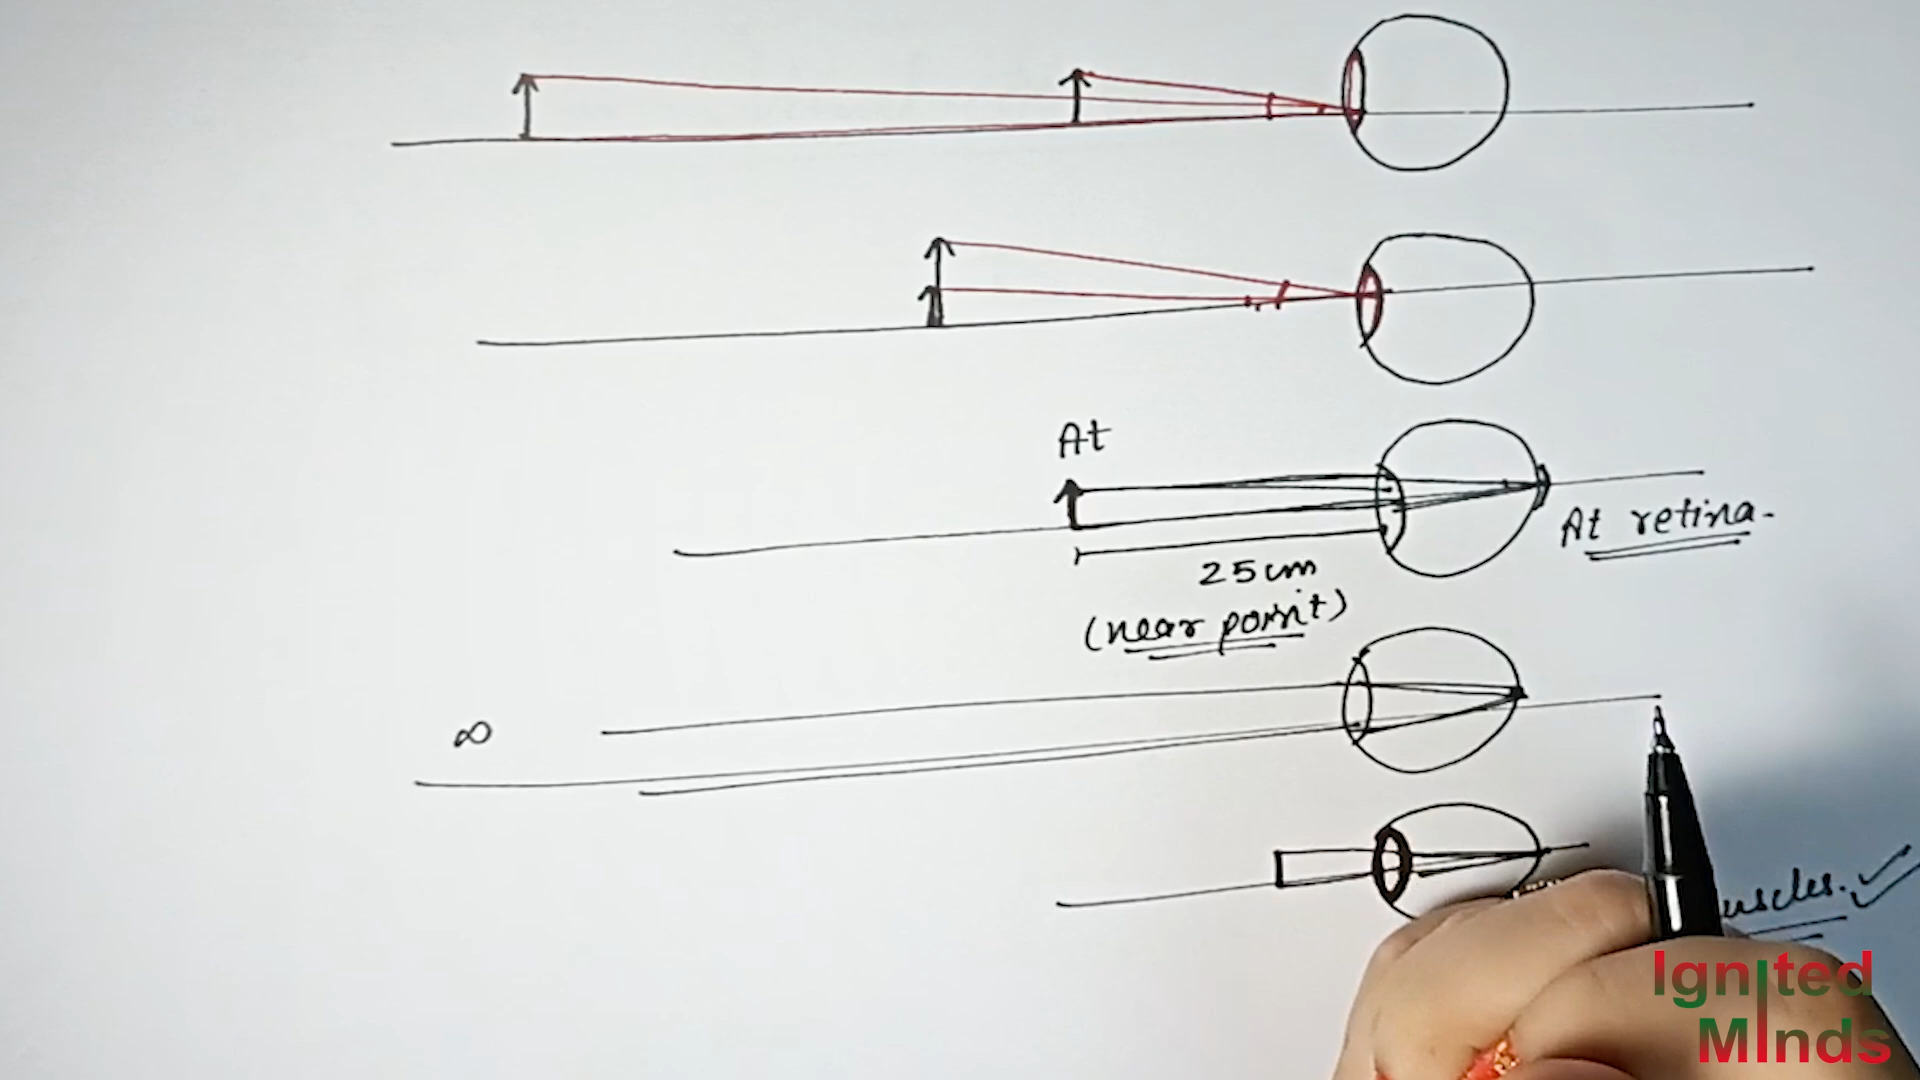 At
At retina.
25cm
(near point)
∞
Ignited
Minds